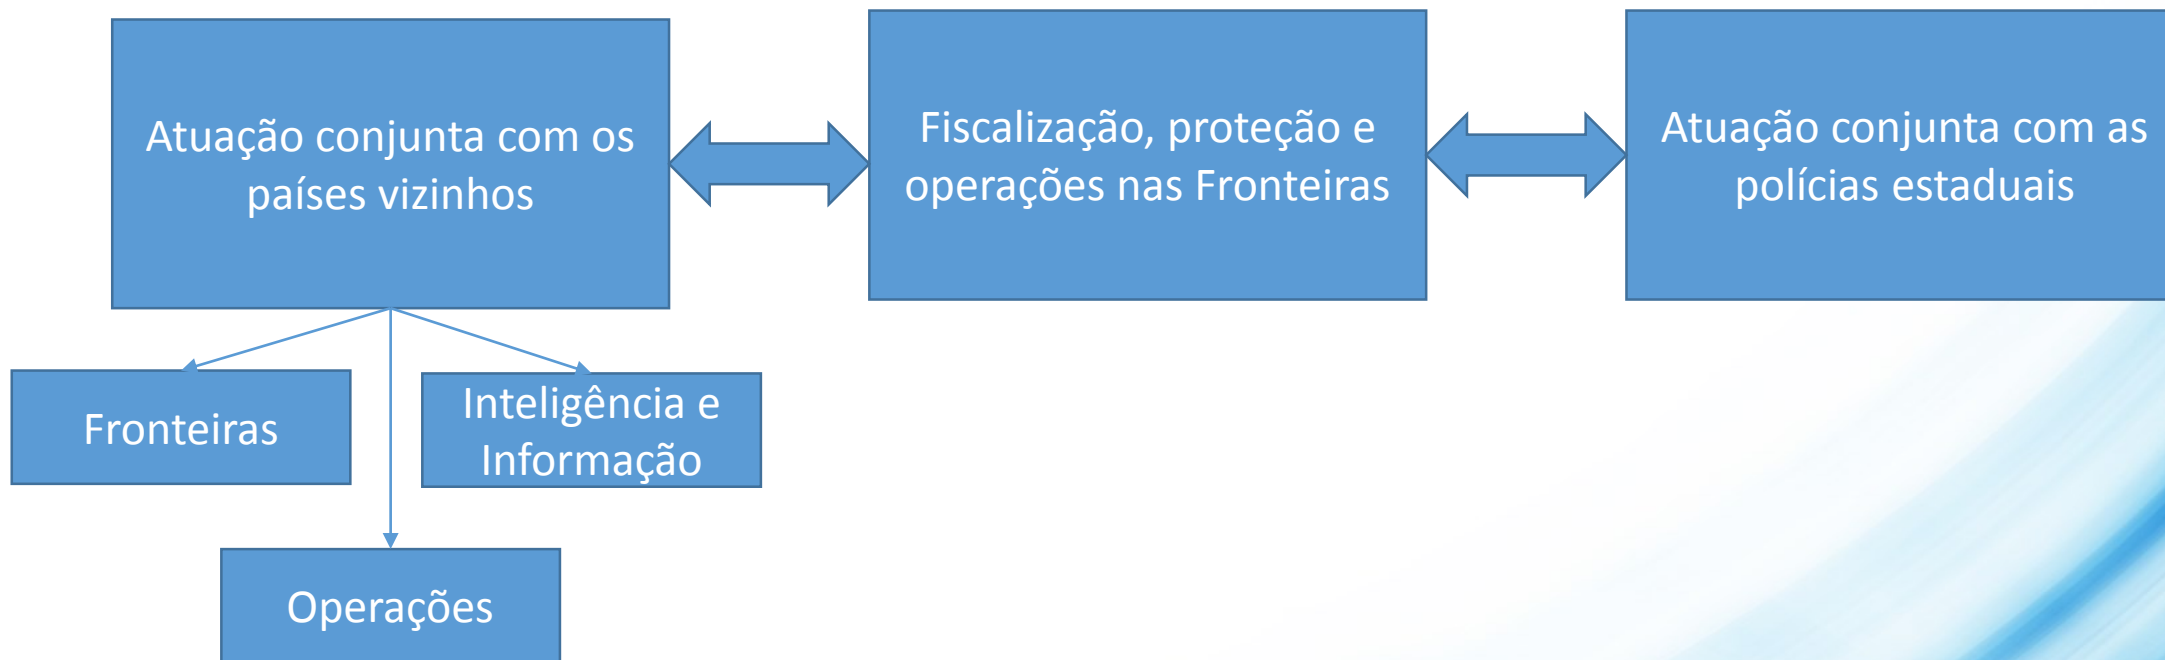 Atuação conjunta com os
países vizinhos
Fiscalização, proteção e
operações nas Fronteiras
Atuação conjunta com as
polícias estaduais
Fronteiras
Inteligência e
Informação
Operações